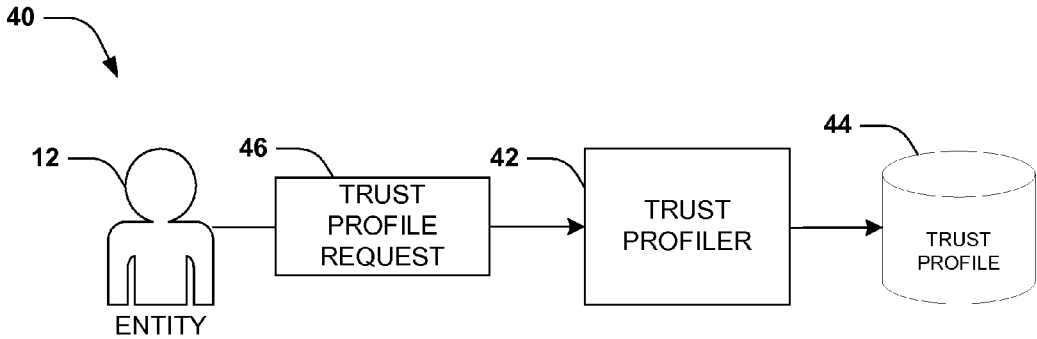 40
12
46
42
44
TRUST
PROFILE
REQUEST
TRUST
PROFILER
TRUST
PROFILE
ENTITY